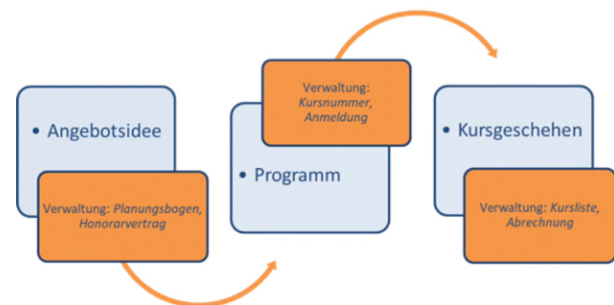 • Angebotsidee
Verwaltung: Planungsbogen,
Honorarvertrag
Verwaltung:
Kursnummer,
Anmeldung
• Programm
• Kursgeschehen
Verwaltung: Kursliste,
Abrechnung